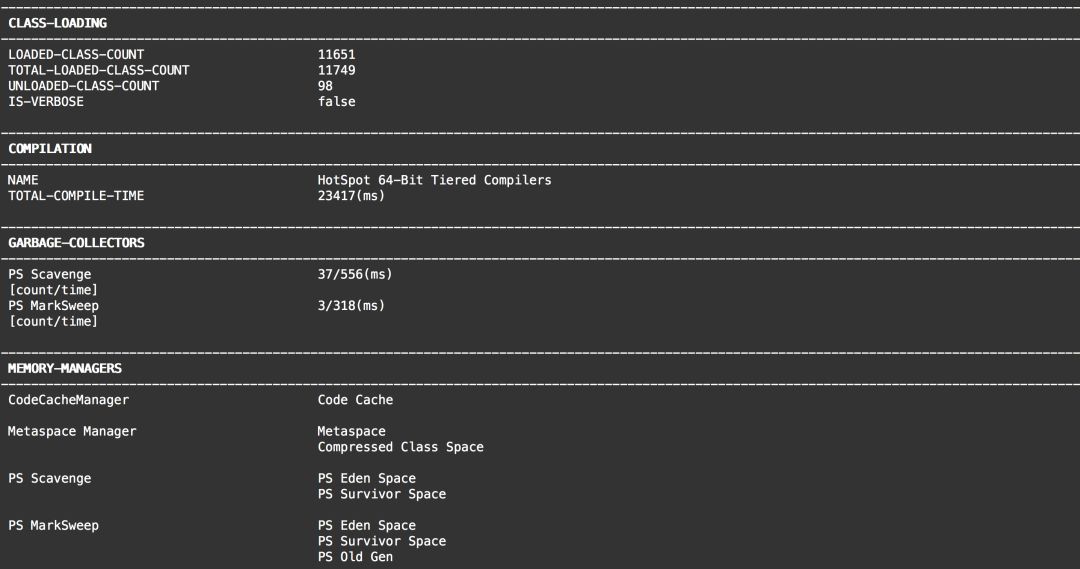 CLASS-LOADING
LOADED-CLASS-COUNT 11651
TOTAL-LOADED-CLASS-COUNT 11749
UNLOADED-CLASS-COUNT 98
IS-VERBOSE false
COMPILATION
NAME HotSpot 64-Bit Tiered Compilers
TOTAL-COMPILE-TIME 23417(ms)
GARBAGE-COLLECTORS
PS Scavenge 37/556(ms)
[count/time]
PS MarkSweep 3/318(ms)
[count/time]
MEMORY-MANAGERS
CodeCacheManager Code Cache
Metaspace Manager Metaspace
Compressed Class Space
PS Scavenge PS Eden Space
PS Survivor Space
PS MarkSweep PS Eden Space
PS Survivor Space
PS Old Gen